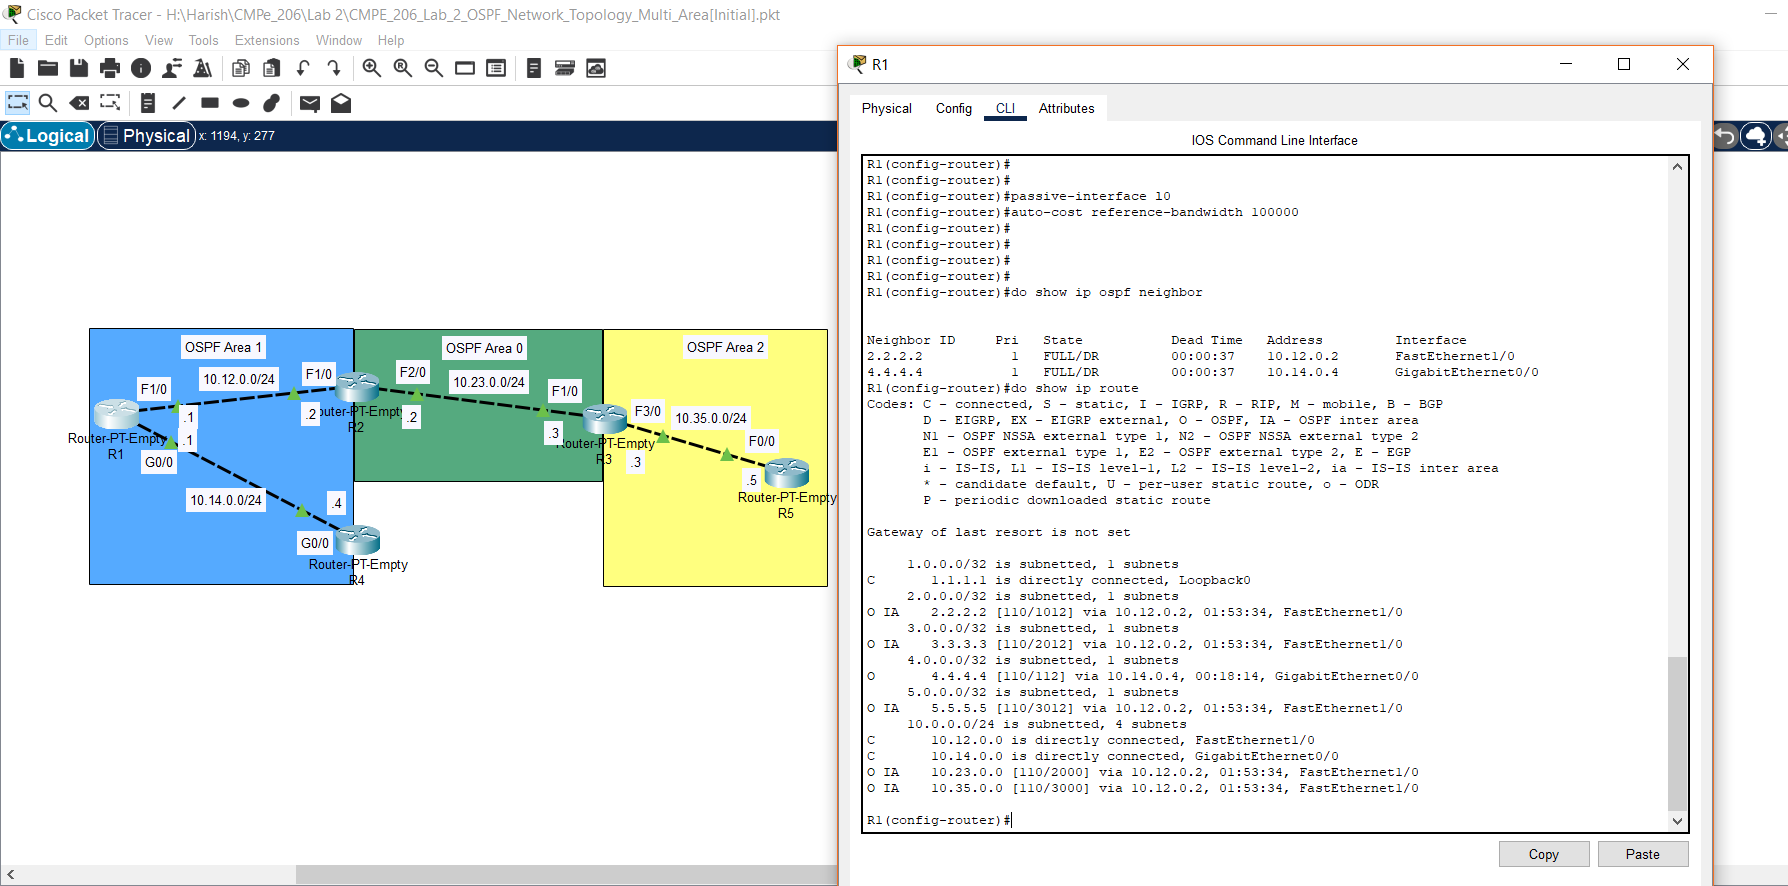 Cisco Packet Tracer - H:\Harish\CMPe_206\Lab 2\CMPE_206_Lab_2_OSPF_Network_Topology_Multi_Area[Initial].pkt
File Edit Options View Tools Extensions Window Help
Logical Physical x: 1194, y: 277
OSPF Area 1
OSPF Area 0
OSPF Area 2
F1/0
10.12.0.0/24
F1/0
F2/0
10.23.0.0/24
F1/0
F3/0
10.35.0.0/24
F0/0
.1
.2
.2
.3
.3
.5
.1
Router-PT-Empty
R1
outer-PT-Empty
R2
Router-PT-Empty
R3
Router-PT-Empty
R5
G0/0
10.14.0.0/24
.4
G0/0
Router-PT-Empty
R4
R1
Physical Config CLI Attributes
IOS Command Line Interface
R1(config-router)#
R1(config-router)#
R1(config-router)#passive-interface l0
R1(config-router)#auto-cost reference-bandwidth 100000
R1(config-router)#
R1(config-router)#
R1(config-router)#
R1(config-router)#
R1(config-router)#do show ip ospf neighbor
Neighbor ID Pri State Dead Time Address Interface
2.2.2.2 1 FULL/DR 00:00:37 10.12.0.2 FastEthernet1/0
4.4.4.4 1 FULL/DR 00:00:37 10.14.0.4 GigabitEthernet0/0
R1(config-router)#do show ip route
Codes: C - connected, S - static, I - IGRP, R - RIP, M - mobile, B - BGP
D - EIGRP, EX - EIGRP external, O - OSPF, IA - OSPF inter area
N1 - OSPF NSSA external type 1, N2 - OSPF NSSA external type 2
E1 - OSPF external type 1, E2 - OSPF external type 2, E - EGP
i - IS-IS, L1 - IS-IS level-1, L2 - IS-IS level-2, ia - IS-IS inter area
* - candidate default, U - per-user static route, o - ODR
P - periodic downloaded static route
Gateway of last resort is not set
1.0.0.0/32 is subnetted, 1 subnets
C 1.1.1.1 is directly connected, Loopback0
2.0.0.0/32 is subnetted, 1 subnets
O IA 2.2.2.2 [110/1012] via 10.12.0.2, 01:53:34, FastEthernet1/0
3.0.0.0/32 is subnetted, 1 subnets
O IA 3.3.3.3 [110/2012] via 10.12.0.2, 01:53:34, FastEthernet1/0
4.0.0.0/32 is subnetted, 1 subnets
O 4.4.4.4 [110/112] via 10.14.0.4, 00:18:14, GigabitEthernet0/0
5.0.0.0/32 is subnetted, 1 subnets
O IA 5.5.5.5 [110/3012] via 10.12.0.2, 01:53:34, FastEthernet1/0
10.0.0.0/24 is subnetted, 4 subnets
C 10.12.0.0 is directly connected, FastEthernet1/0
C 10.14.0.0 is directly connected, GigabitEthernet0/0
O IA 10.23.0.0 [110/2000] via 10.12.0.2, 01:53:34, FastEthernet1/0
O IA 10.35.0.0 [110/3000] via 10.12.0.2, 01:53:34, FastEthernet1/0
R1(config-router)#
Copy Paste